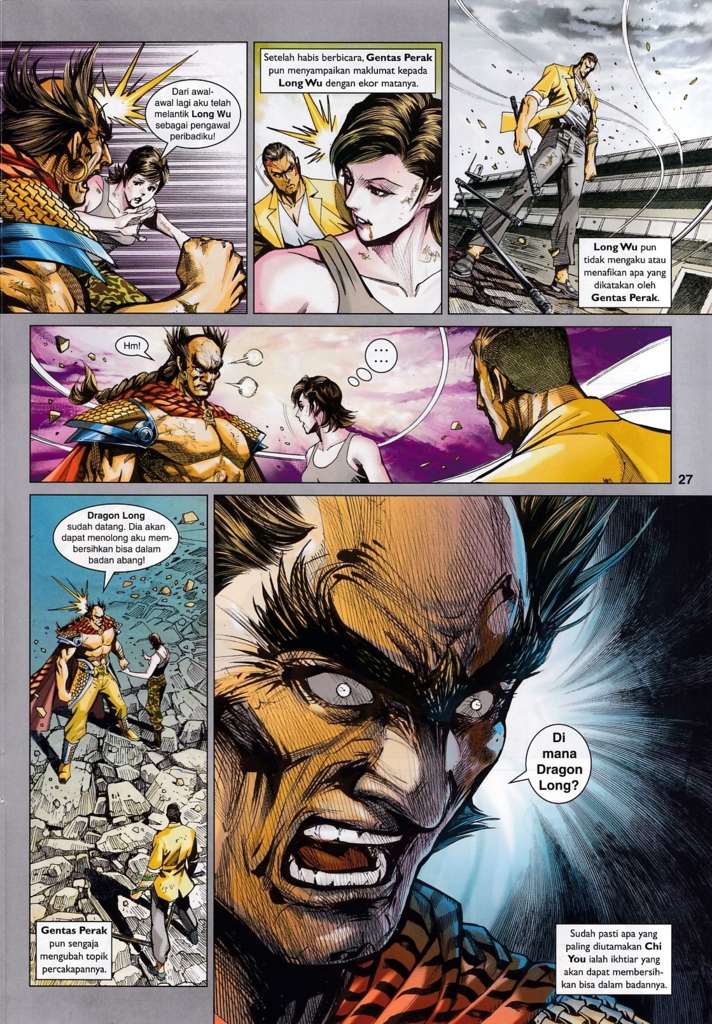 Dari awal-
awal lagi aku telah
melantik Long Wu
sebagai pengawal
peribadiku!
Setelah habis berbicara, Gentas Perak
pun menyampaikan maklumat kepada
Long Wu dengan ekor matanya.
Long Wu pun
tidak mengaku atau
menafikan apa yang
dikatakan oleh
Gentas Perak.
Hm!
...
...
27
Dragon Long
sudah datang. Dia akan
dapat menolong aku mem-
bersihkan bisa dalam
badan abang!
Gentas Perak
pun sengaja
mengubah topik
percakapannya.
Di
mana
Dragon
Long?
Sudah pasti apa yang
paling diutamakan Chi
You ialah ikhtiar yang
akan dapat membersih-
kan bisa dalam badannya.